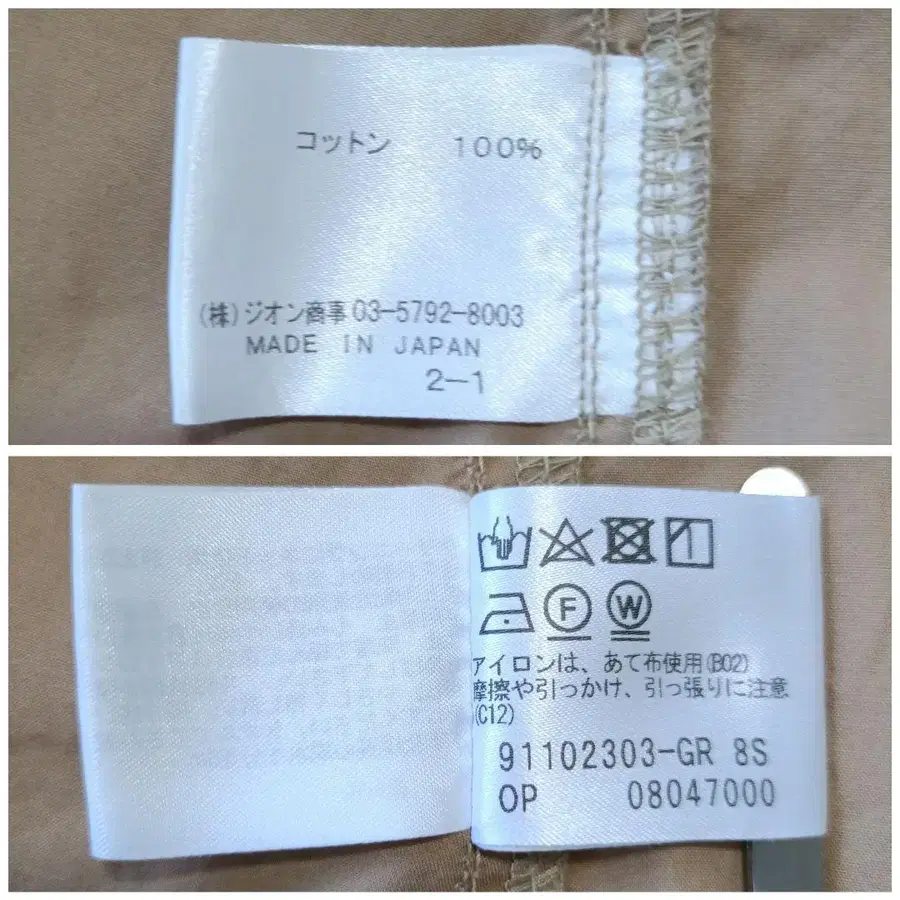 コットン 100%
(株)ジオン商事 03-5792-8003
MADE IN JAPAN
2-1
F W
アイロンは、あて布使用(B02)
摩擦や引っかけ、引っ張りに注意
(C12)
91102303-GR 8S
OP 08047000